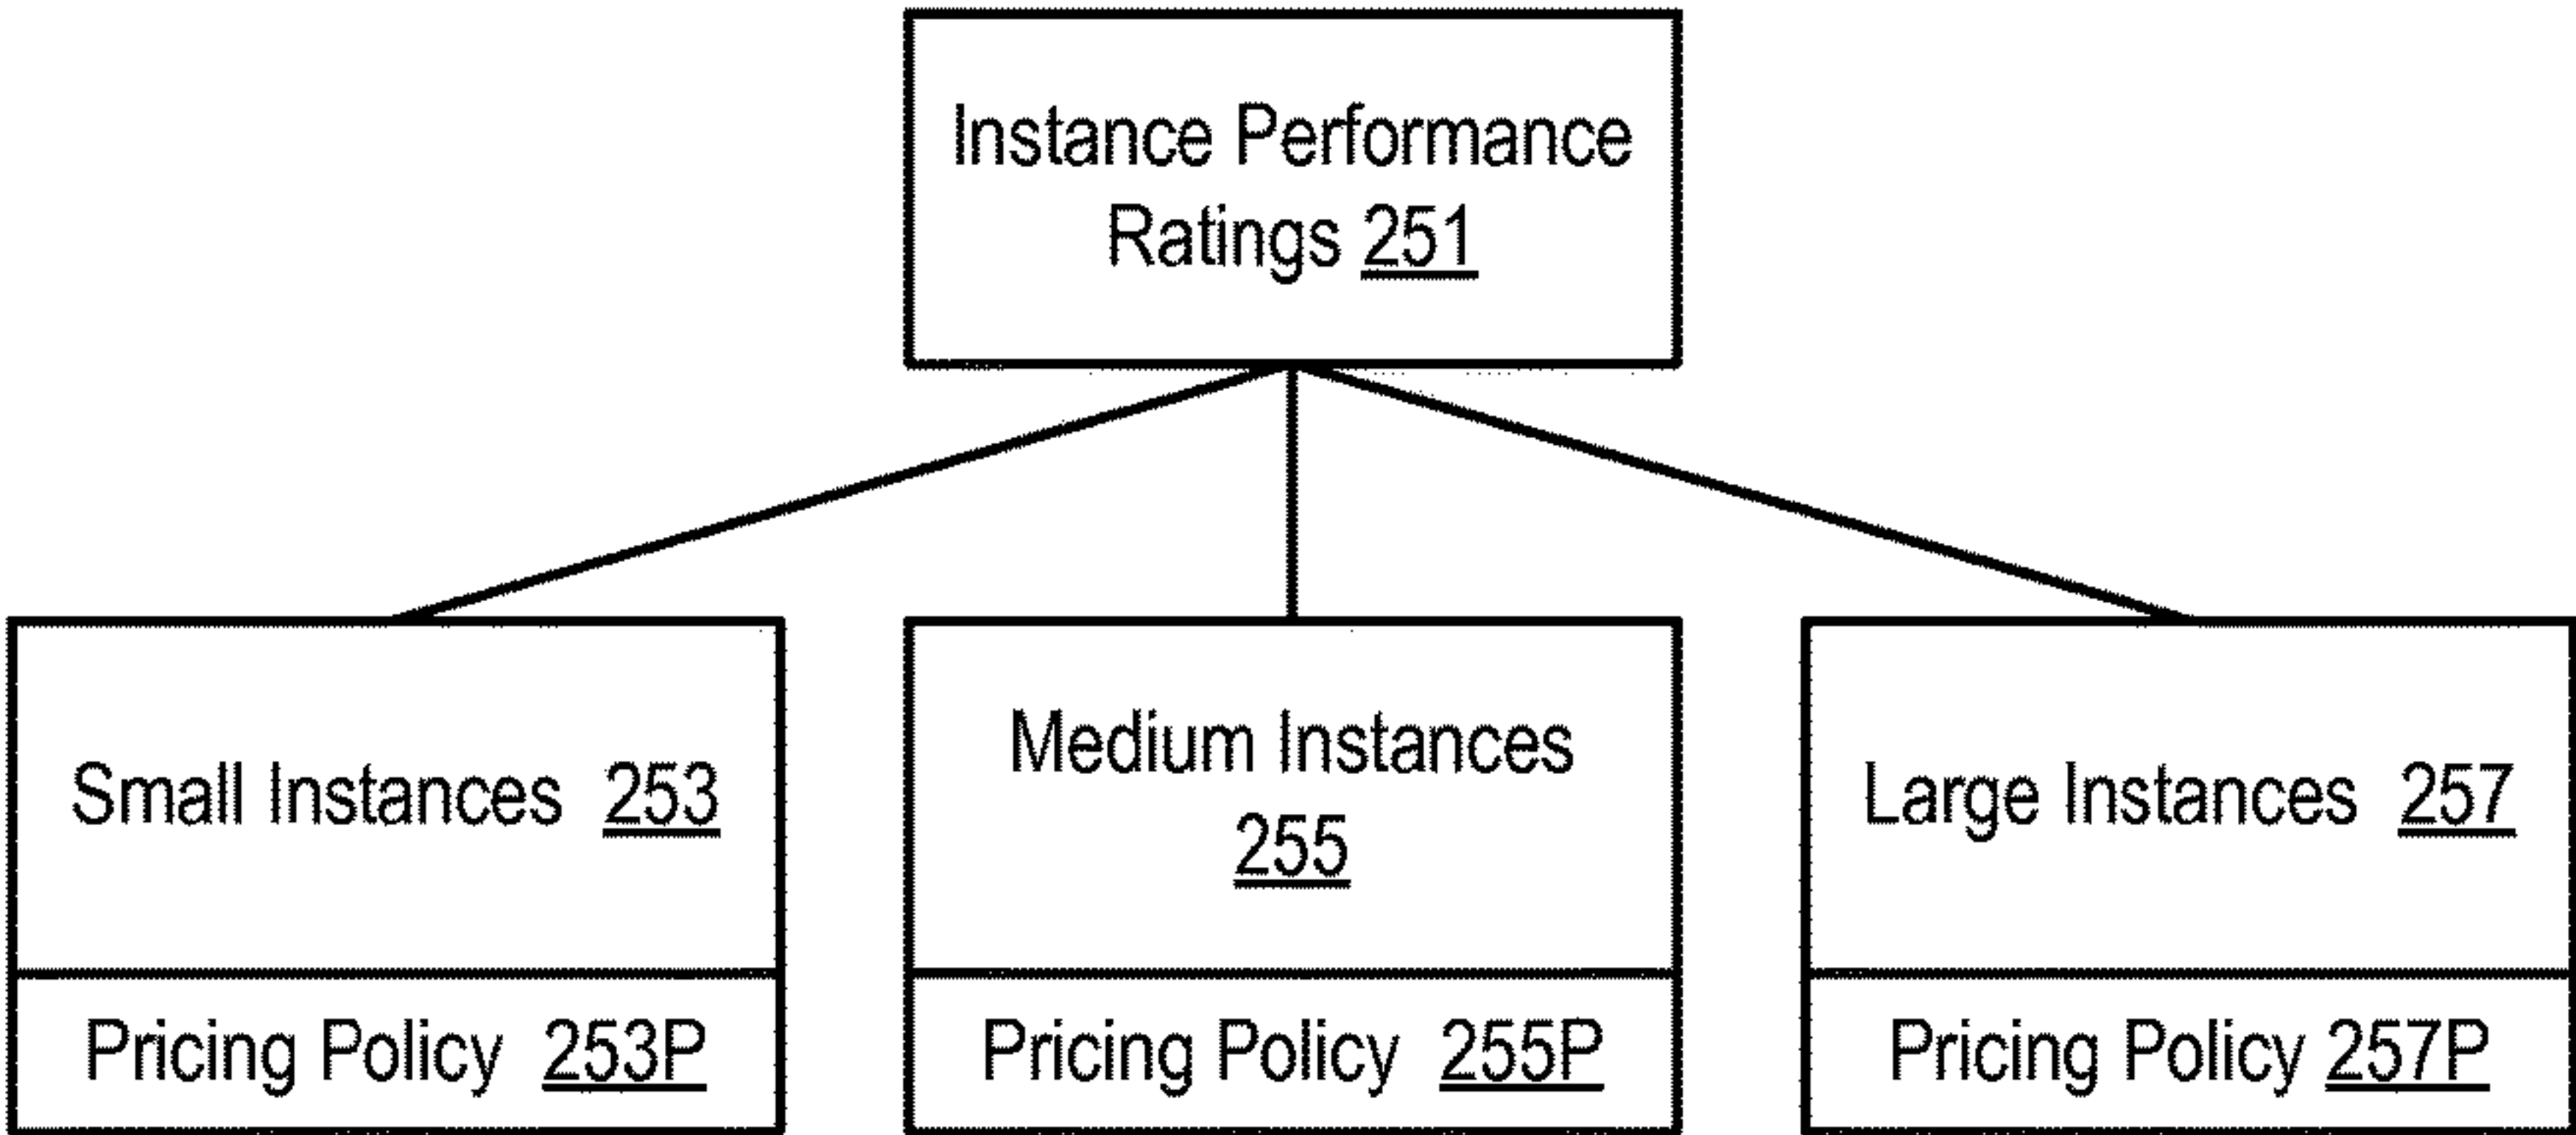 Instance Performance
Ratings 251
Small Instances 253
Medium Instances
255
Large Instances 257
Pricing Policy 253P
Pricing Policy 255P
Pricing Policy 257P